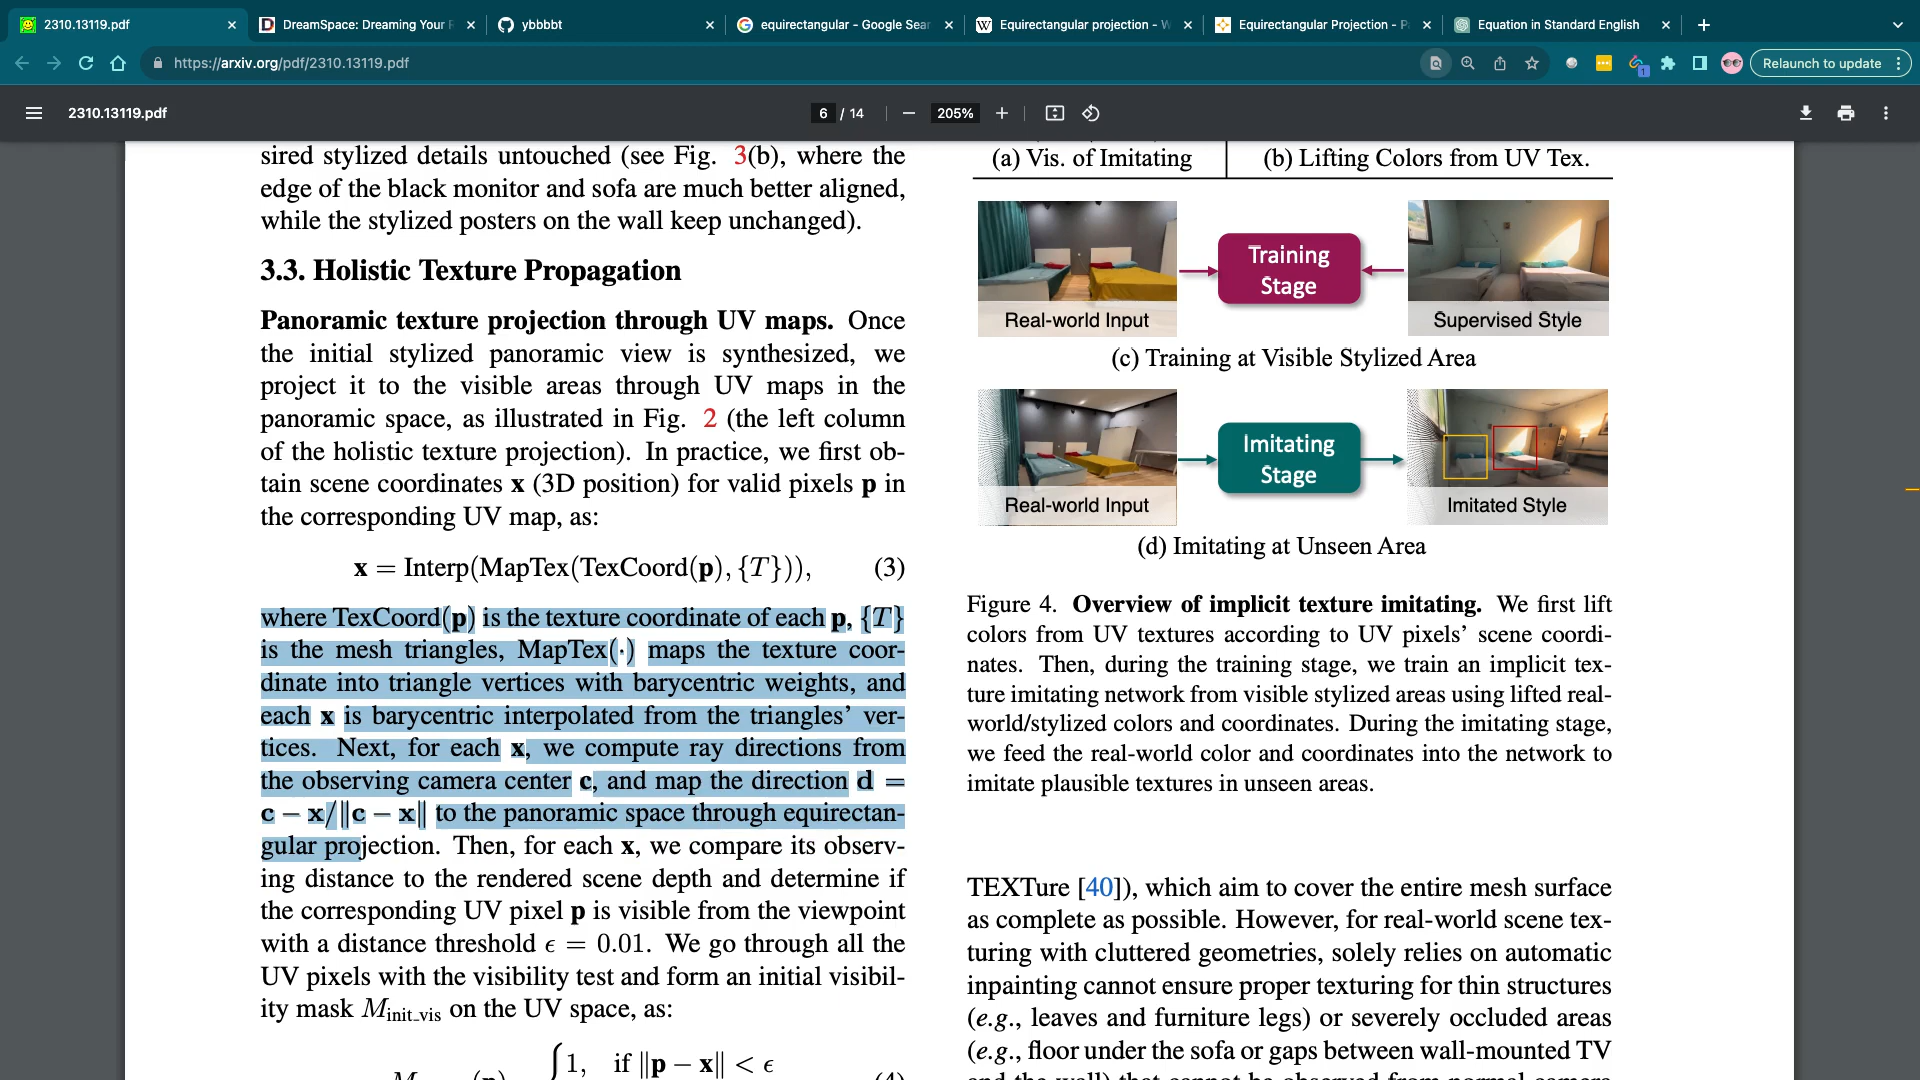 2310.13119.pdf
DreamSpace: Dreaming Your
ybbbbt
equirectangular - Google Sear
Equirectangular projection - W
Equirectangular Projection - P
Equation in Standard English
https://arxiv.org/pdf/2310.13119.pdf
1
Relaunch to update
2310.13119.pdf
6 / 14
205%
sired stylized details untouched (see Fig. 3(b), where the
edge of the black monitor and sofa are much better aligned,
while the stylized posters on the wall keep unchanged).
3.3. Holistic Texture Propagation
Panoramic texture projection through UV maps. Once
the initial stylized panoramic view is synthesized, we
project it to the visible areas through UV maps in the
panoramic space, as illustrated in Fig. 2 (the left column
of the holistic texture projection). In practice, we first ob-
tain scene coordinates x (3D position) for valid pixels p in
the corresponding UV map, as:
x = Interp(MapTex(TexCoord(p), {T})), (3)
where TexCoord(p) is the texture coordinate of each p, {T}
is the mesh triangles, MapTex(·) maps the texture coor-
dinate into triangle vertices with barycentric weights, and
each x is barycentric interpolated from the triangles' ver-
tices. Next, for each x, we compute ray directions from
the observing camera center c, and map the direction d =
c − x/∥c − x∥ to the panoramic space through equirectan-
gular projection. Then, for each x, we compare its observ-
ing distance to the rendered scene depth and determine if
the corresponding UV pixel p is visible from the viewpoint
with a distance threshold ϵ = 0.01. We go through all the
UV pixels with the visibility test and form an initial visibil-
ity mask Minit_vis on the UV space, as:
1, if ∥p − x∥ < ϵ
(a) Vis. of Imitating
(b) Lifting Colors from UV Tex.
Real-world Input
Training
Stage
Supervised Style
(c) Training at Visible Stylized Area
Real-world Input
Imitating
Stage
Imitated Style
(d) Imitating at Unseen Area
Figure 4. Overview of implicit texture imitating. We first lift
colors from UV textures according to UV pixels' scene coordi-
nates. Then, during the training stage, we train an implicit tex-
ture imitating network from visible stylized areas using lifted real-
world/stylized colors and coordinates. During the imitating stage,
we feed the real-world color and coordinates into the network to
imitate plausible textures in unseen areas.
TEXTure [40]), which aim to cover the entire mesh surface
as complete as possible. However, for real-world scene tex-
turing with cluttered geometries, solely relies on automatic
inpainting cannot ensure proper texturing for thin structures
(e.g., leaves and furniture legs) or severely occluded areas
(e.g., floor under the sofa or gaps between wall-mounted TV